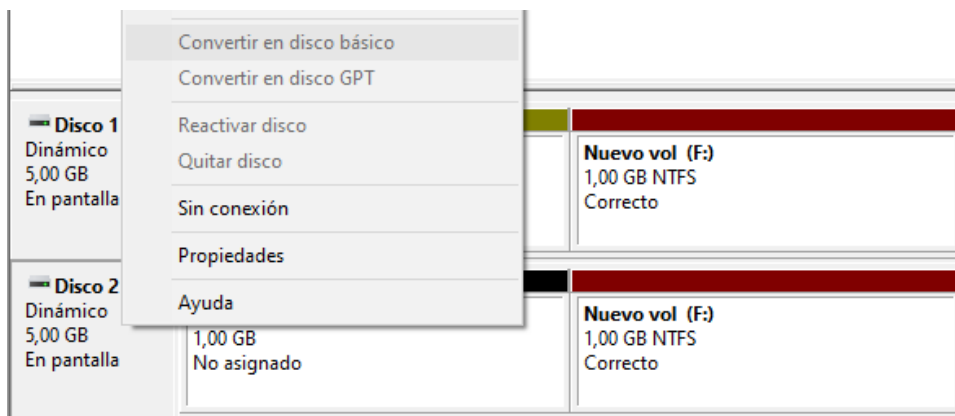 Convertir en disco básico
Convertir en disco GPT
Reactivar disco
Quitar disco
Sin conexión
Propiedades
Ayuda
Disco 1
Dinámico
5,00 GB
En pantalla
Nuevo vol (F:)
1,00 GB NTFS
Correcto
Disco 2
Dinámico
5,00 GB
En pantalla
1,00 GB
No asignado
Nuevo vol (F:)
1,00 GB NTFS
Correcto